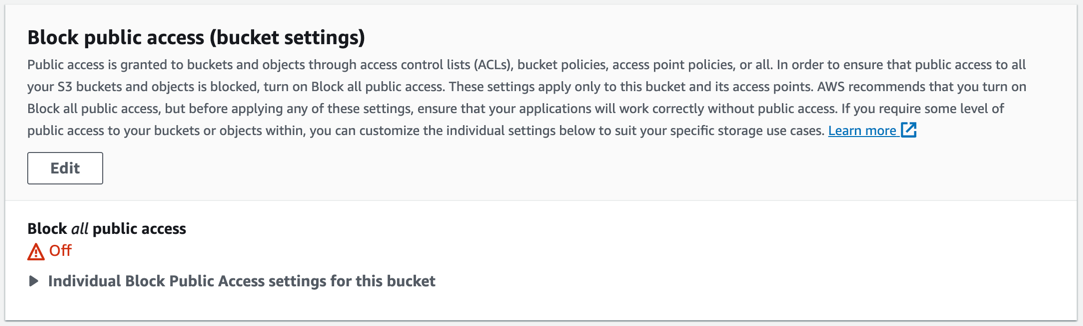 Block public access (bucket settings)
Public access is granted to buckets and objects through access control lists (ACLs), bucket policies, access point policies, or all. In order to ensure that public access to all
your S3 buckets and objects is blocked, turn on Block all public access. These settings apply only to this bucket and its access points. AWS recommends that you turn on
Block all public access, but before applying any of these settings, ensure that your applications will work correctly without public access. If you require some level of
public access to your buckets or objects within, you can customize the individual settings below to suit your specific storage use cases. Learn more
Edit
Block all public access
Off
Individual Block Public Access settings for this bucket